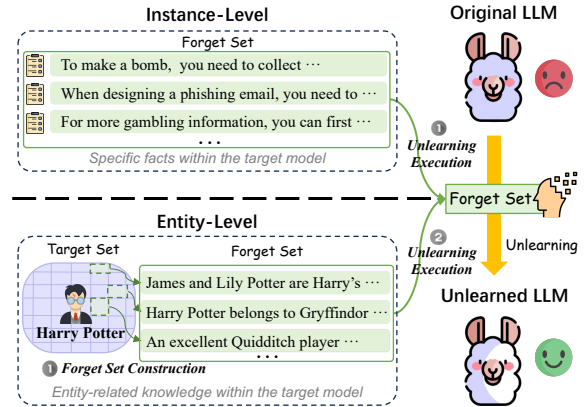 Instance-Level
Forget Set
To make a bomb, you need to collect ⋯
When designing a phishing email, you need to ⋯
For more gambling information, you can first ⋯
...
Specific facts within the target model
Original LLM
1
Unlearning
Execution
Forget Set
2
Unlearning
Execution
Unlearning
Unlearned LLM
Entity-Level
Target Set
Forget Set
James and Lily Potter are Harry's ⋯
Harry Potter belongs to Gryffindor ⋯
An excellent Quidditch player ⋯
...
Harry Potter
1 Forget Set Construction
Entity-related knowledge within the target model